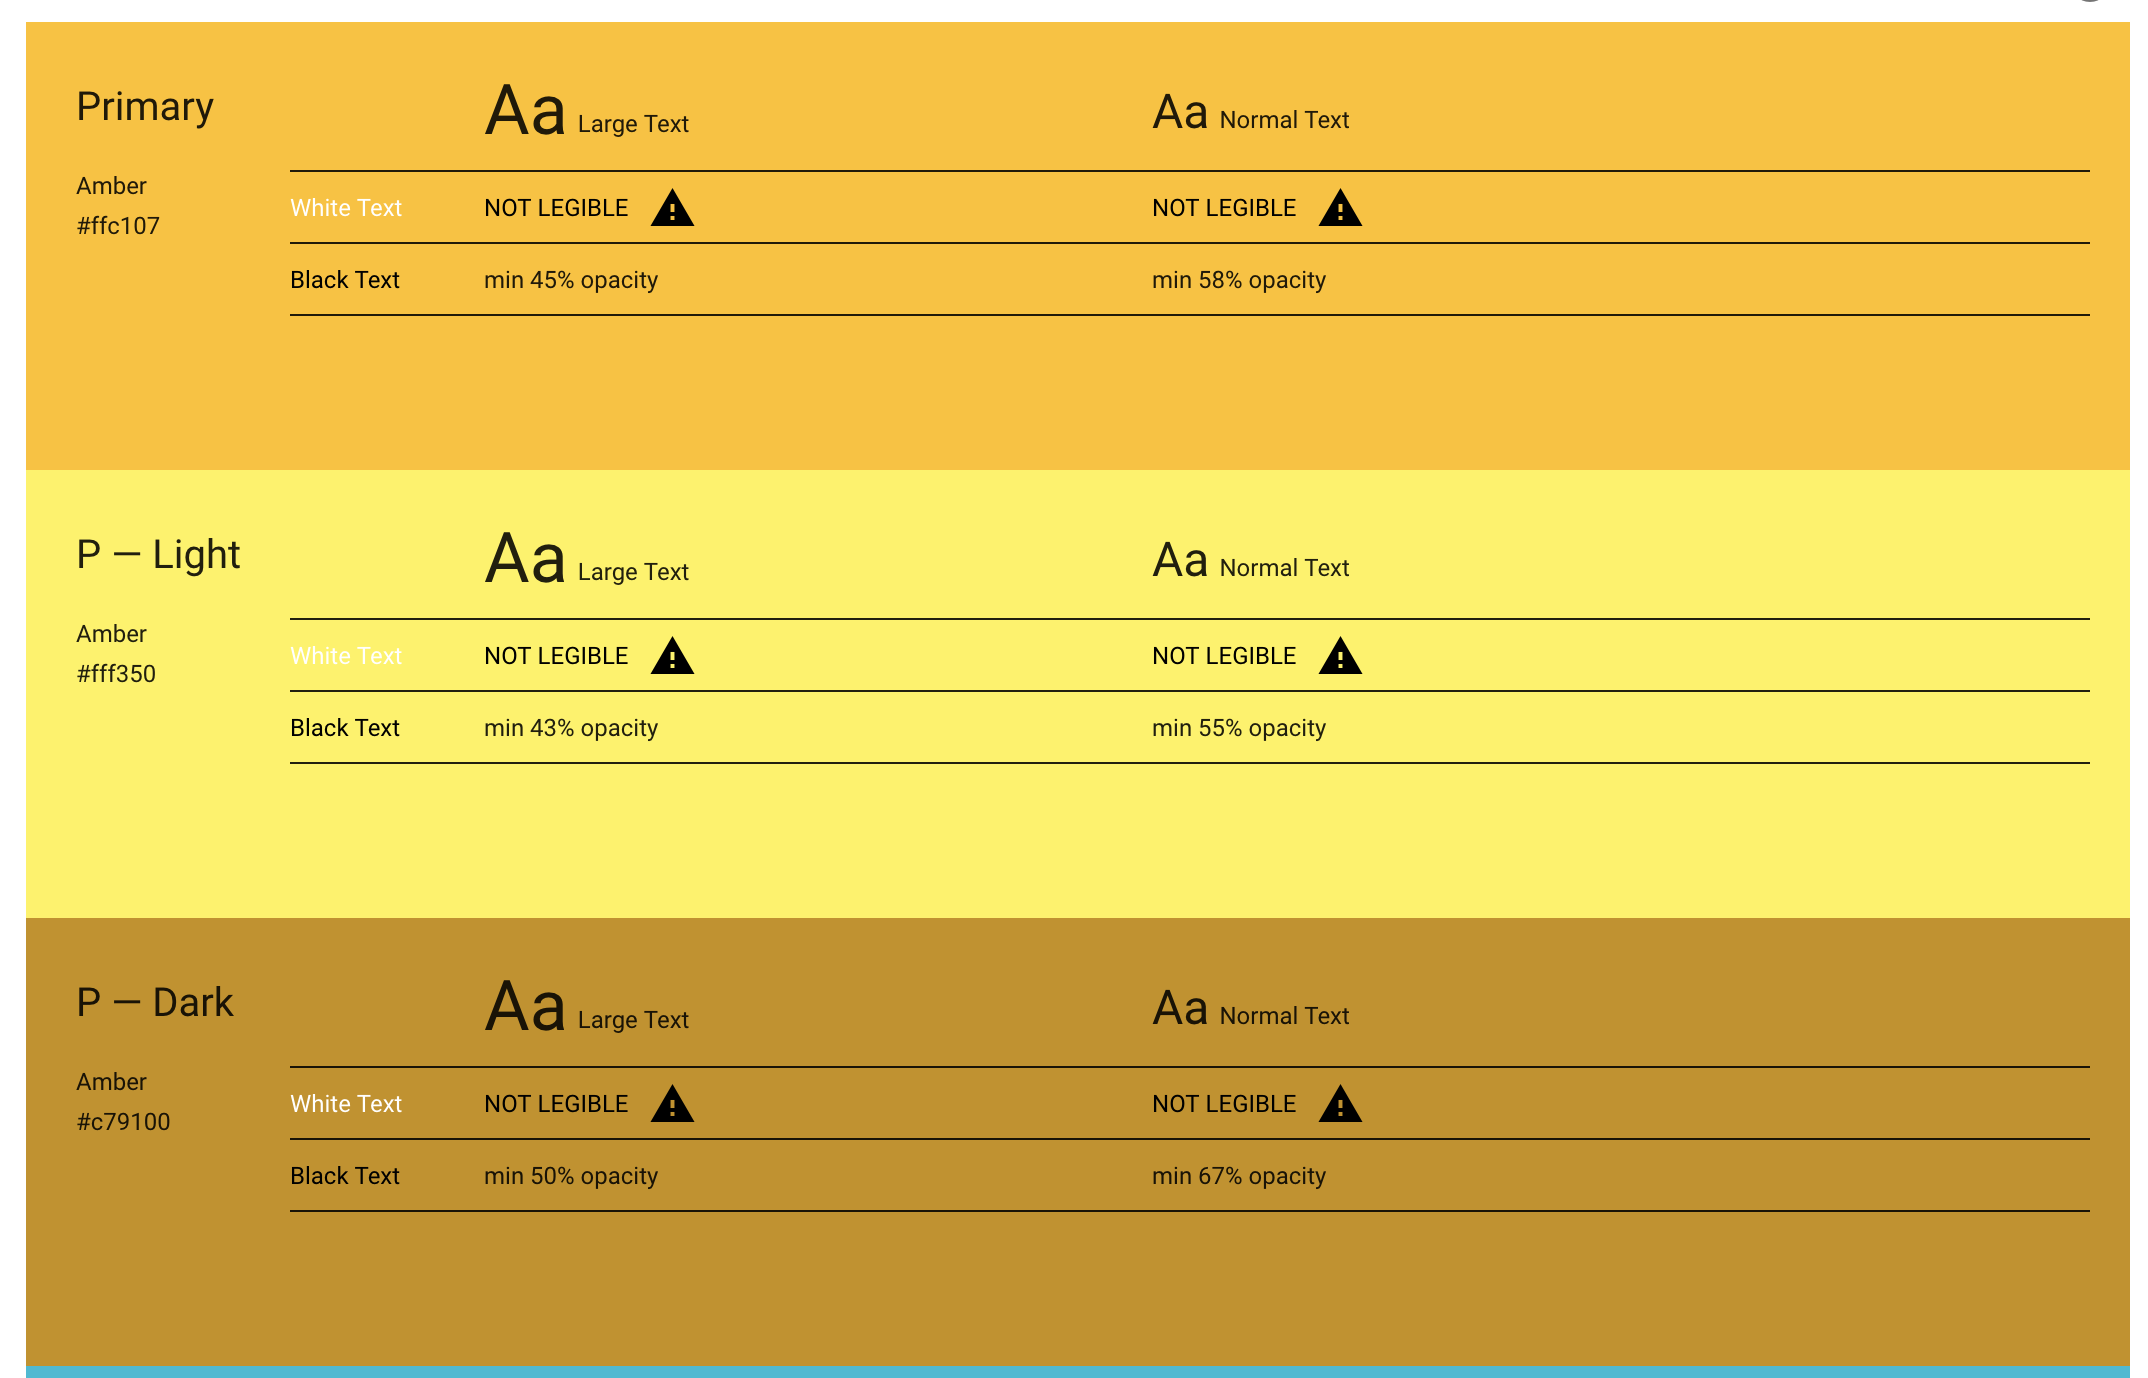 Primary
Aa Large Text
Aa Normal Text
Amber
#ffc107
White Text NOT LEGIBLE NOT LEGIBLE
Black Text min 45% opacity min 58% opacity
P — Light
Aa Large Text
Aa Normal Text
Amber
#fff350
White Text NOT LEGIBLE NOT LEGIBLE
Black Text min 43% opacity min 55% opacity
P — Dark
Aa Large Text
Aa Normal Text
Amber
#c79100
White Text NOT LEGIBLE NOT LEGIBLE
Black Text min 50% opacity min 67% opacity